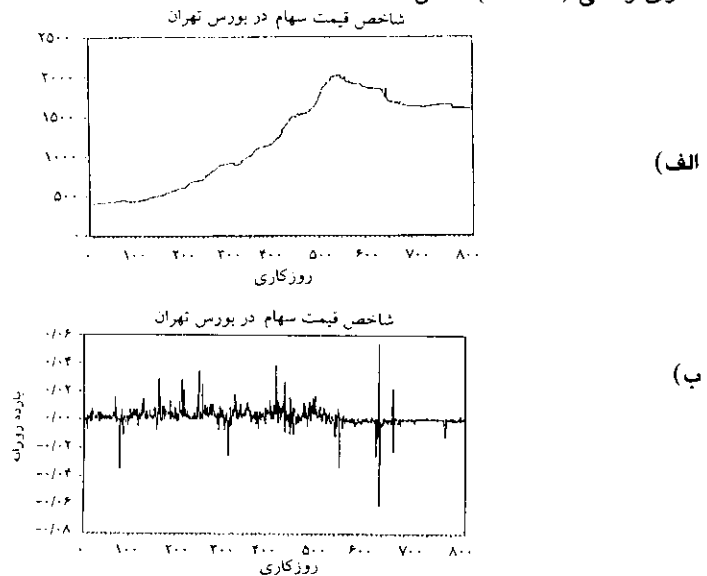 شاخص قیمت سهام در بورس تهران
۲۵۰۰
۲۰۰۰
۱۵۰۰
۱۰۰۰
۵۰۰
۰
الف)
۰ ۱۰۰ ۲۰۰ ۳۰۰ ۴۰۰ ۵۰۰ ۶۰۰ ۷۰۰ ۸۰۰
روزکاری
شاخص قیمت سهام در بورس تهران
۰/۰۶
۰/۰۴
۰/۰۲
۰/۰۰
-۰/۰۲
-۰/۰۴
-۰/۰۶
-۰/۰۸
بازده روزانه
ب)
۰ ۱۰۰ ۲۰۰ ۳۰۰ ۴۰۰ ۵۰۰ ۶۰۰ ۷۰۰ ۸۰۰
روزکاری